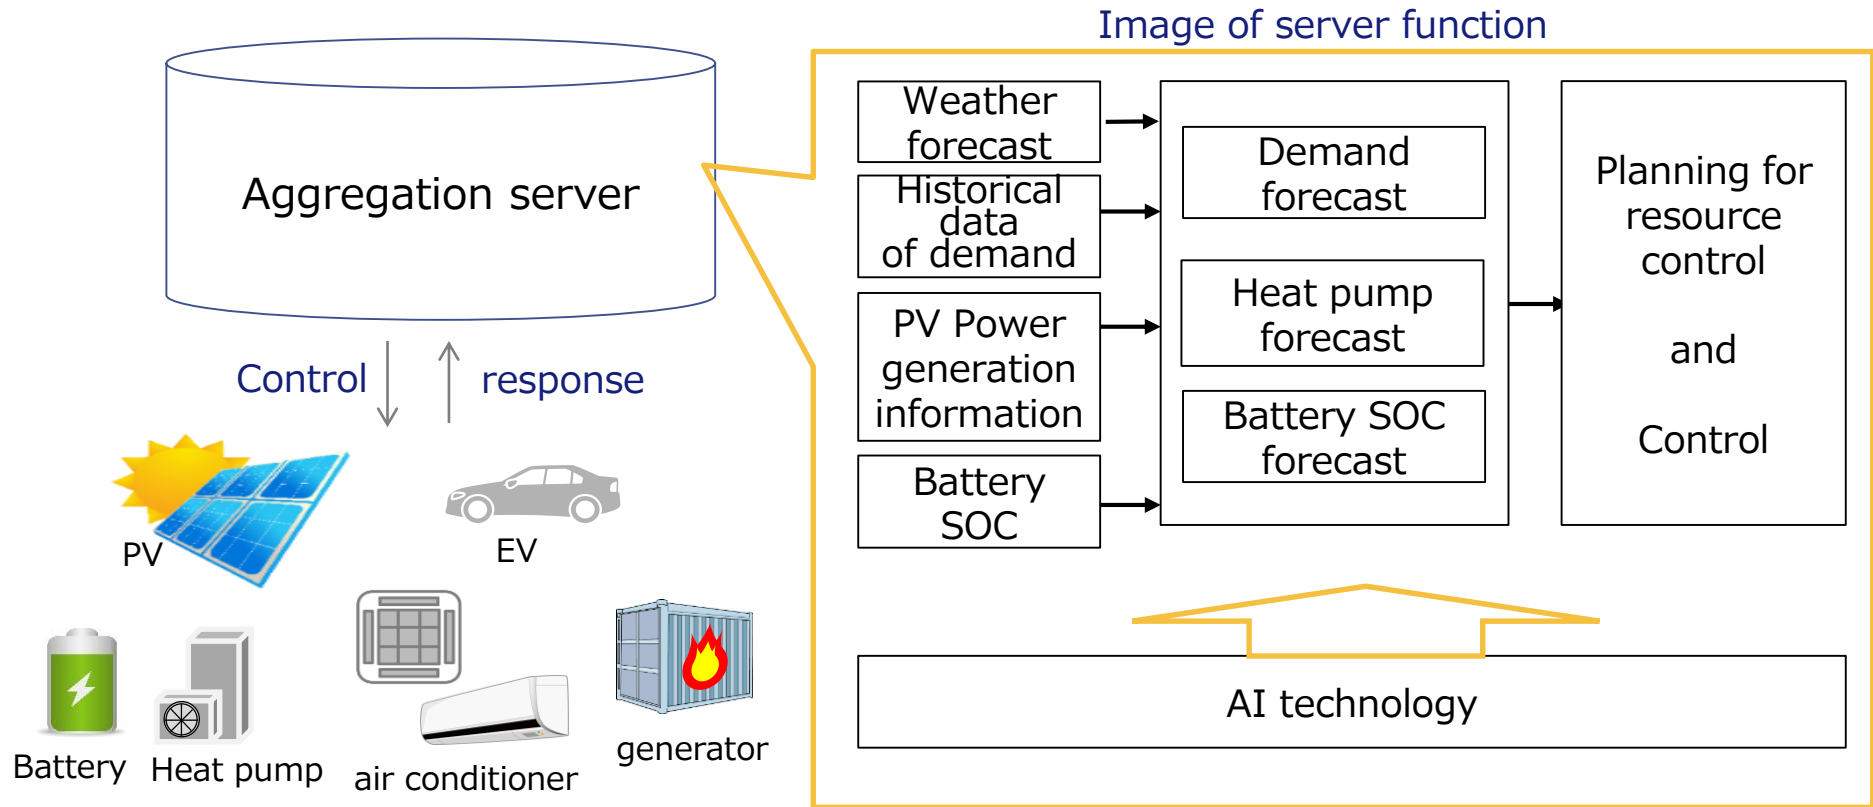 Image of server function
Aggregation server
Control
response
PV
EV
Battery
Heat pump
air conditioner
generator
Weather
forecast
Historical
data
of demand
PV Power
generation
information
Battery
SOC
Demand
forecast
Heat pump
forecast
Battery SOC
forecast
Planning for
resource
control
and
Control
AI technology